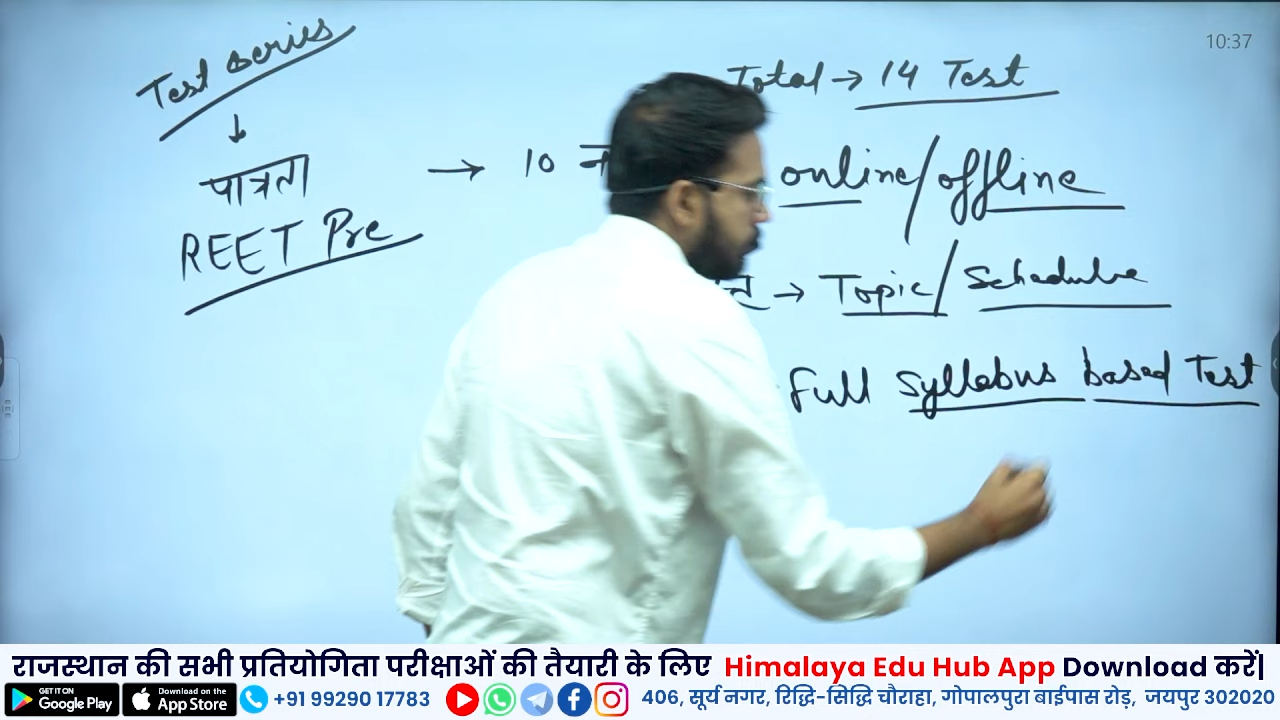 10:37
Test series
↓
पात्रता → 10
REET Pre
Total → 14 Test
online/offline
→ Topic/Schedule
Full Syllabus based Test
राजस्थान की सभी प्रतियोगिता परीक्षाओं की तैयारी के लिए Himalaya Edu Hub App Download करें|
GET IT ON
Google Play
Download on the
App Store
+91 99290 17783
406, सूर्य नगर, रिद्धि-सिद्धि चौराहा, गोपालपुरा बाईपास रोड़, जयपुर 302020